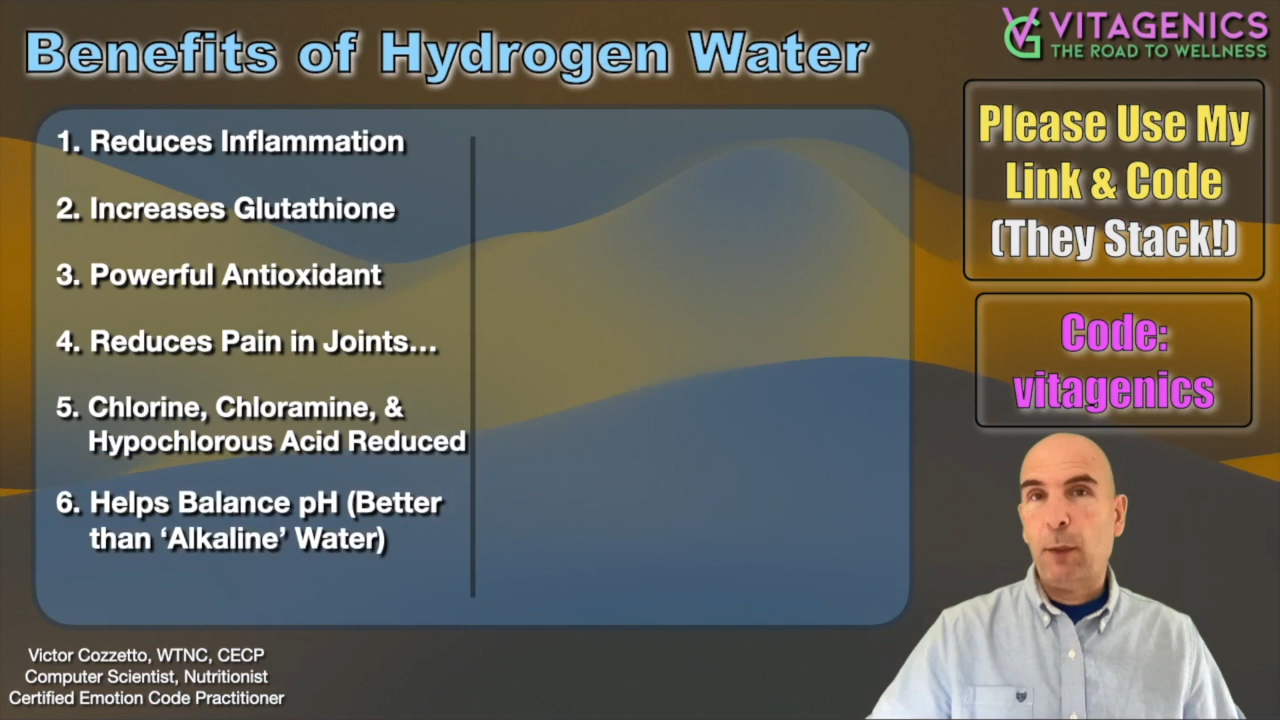 Benefits of Hydrogen Water
1. Reduces Inflammation
2. Increases Glutathione
3. Powerful Antioxidant
4. Reduces Pain in Joints…
5. Chlorine, Chloramine, &
Hypochlorous Acid Reduced
6. Helps Balance pH (Better
than ‘Alkaline’ Water)
VG VITAGENICS
THE ROAD TO WELLNESS
Please Use My
Link & Code
(They Stack!)
Code:
vitagenics
Victor Cozzetto, WTNC, CECP
Computer Scientist, Nutritionist
Certified Emotion Code Practitioner